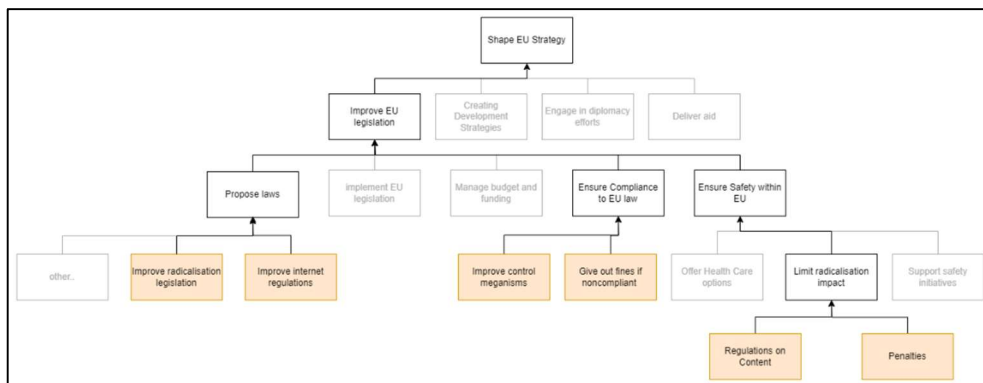 Shape EU Strategy
Improve EU
legislation
Creating
Development
Strategies
Engage in diplomacy
efforts
Deliver aid
Propose laws
implement EU
legislation
Manage budget and
funding
Ensure Compliance
to EU law
Ensure Safety within
EU
other..
Improve radicalisation
legislation
Improve internet
regulations
Improve control
meganisms
Give out fines if
noncompliant
Offer Health Care
options
Limit radicalisation
impact
Support safety
initiatives
Regulations on
Content
Penalties